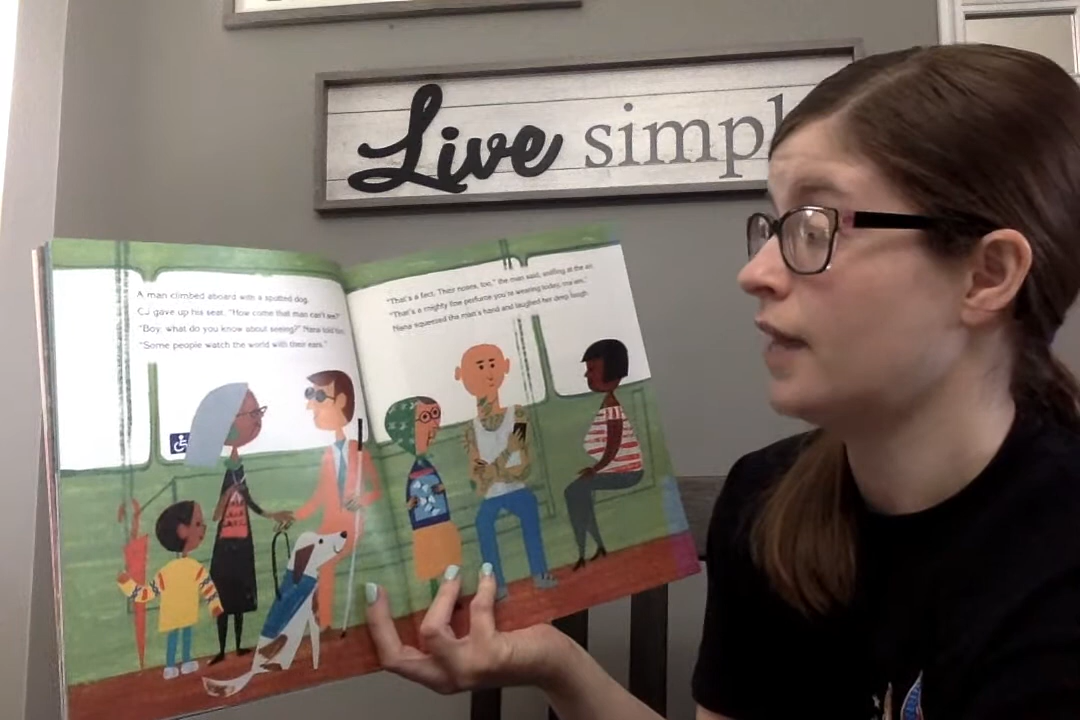 Live simpl
A man climbed aboard with a spotted dog.
CJ gave up his seat. "How come that man can't see?"
"Boy, what do you know about seeing?" Nana told him.
"Some people watch the world with their ears."
"That's a fact. Their noses, too," the man said, sniffing at the air.
"That's a mighty fine perfume you're wearing today, ma'am."
Nana squeezed the man's hand and laughed her deep laugh.